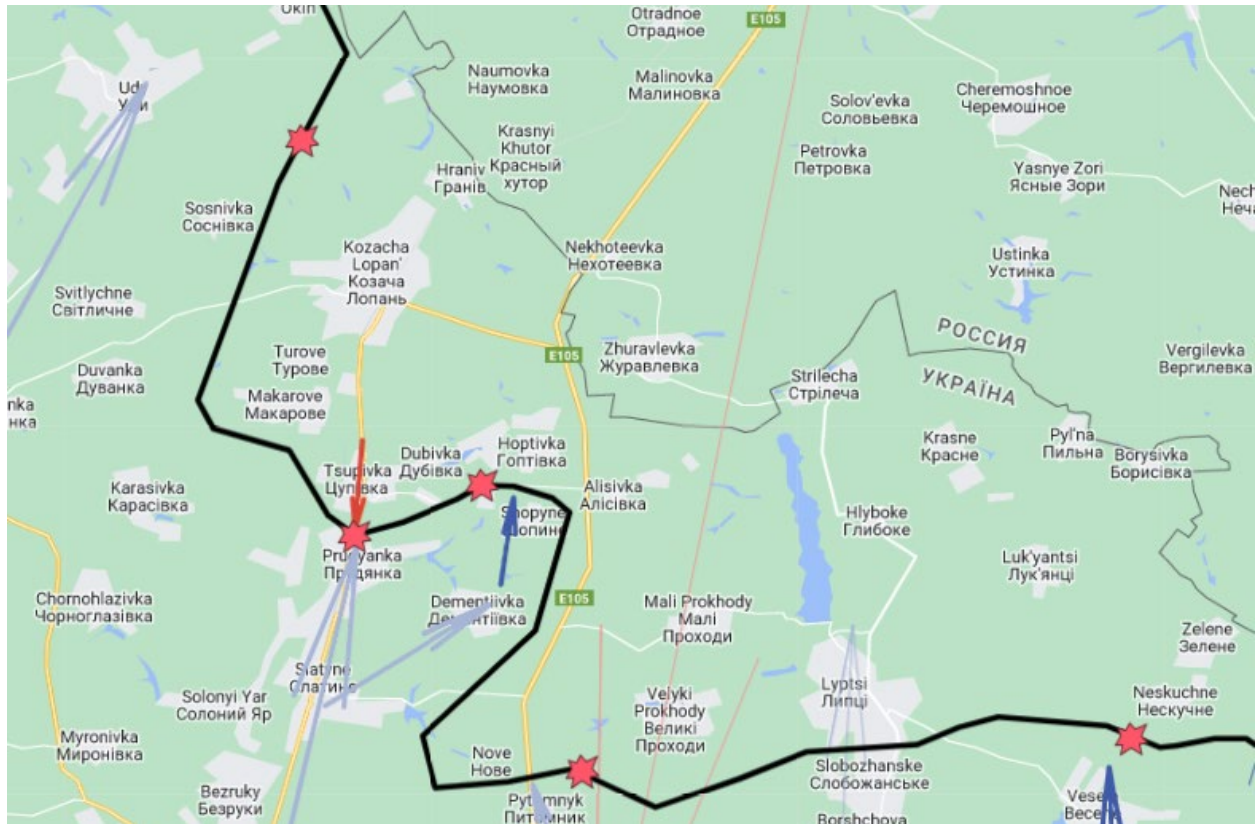 Okip
E105
Otradnoe
Отрадное
Naumovka
Наумовка
Malinovka
Малиновка
Solov'evka
Соловьевка
Cheremoshnoe
Черемошное
Krasnyi
Khutor
Красный
хутор
Hraniv
Гранів
Petrovka
Петровка
Yasnye Zori
Ясные Зори
Sosnivka
Соснівка
Kozacha
Lopan'
Козача
Лопань
Nekhoteevka
Нехотеевка
Ustinka
Устинка
Svitlychne
Світличне
РОССИЯ
УКРАЇНА
Turove
Турове
E105
Zhuravlevka
Журавлевка
Vergilevka
Вергилевка
Duvanka
Дуванка
Strilecha
Стрілеча
Makarove
Макарове
Krasne
Красне
Pyl'na
Пильна
Borysivka
Борисівка
Hoptivka
Гоптівка
Dubivka
Дубівка
Tsupivka
Karasivka
Карасівка
Alisivka
Алісівка
Hlyboke
Глибоке
Luk'yantsi
Лук'янці
Chornohlazivka
Чорноглазівка
Dementiivka
E105
Mali Prokhody
Малі
Проходи
Zelene
Зелене
Solonyi Yar
Солоний Яр
Velyki
Prokhody
Великі
Проходи
Lyptsi
Липці
Neskuchne
Нескучне
Myronivka
Миронівка
Nove
Нове
Slobozhanske
Слобожанське
Bezruky
Безруки
Borshchova